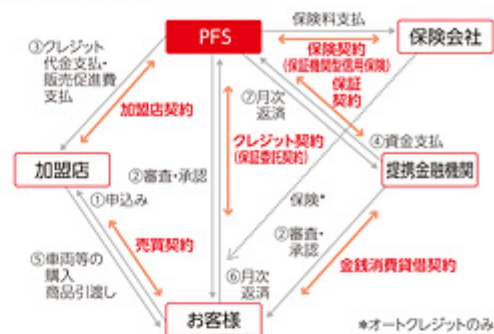 PFS
保険料支払
保険会社
保険契約
(保証機関型信用保険)
保証
契約
③クレジット
代金支払・
販売促進費
支払
加盟店契約
⑦月次
返済
クレジット契約
(保証委託契約)
④資金支払
加盟店
②審査・承認
提携金融機関
①申込み
保険*
売買契約
②審査・
承認
金銭消費貸借契約
⑤車両等の
購入
商品引渡し
⑥月次
返済
お客様
*オートクレジットのみ